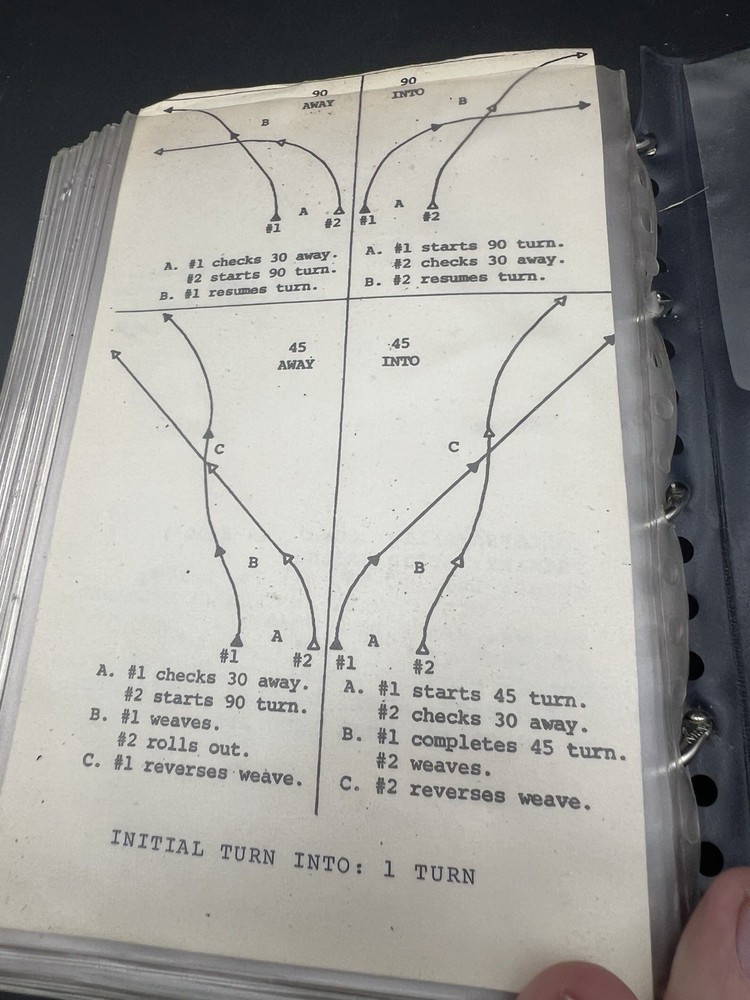 90
AWAY
B
A
#1
#2
A. #1 checks 30 away.
#2 starts 90 turn.
B. #1 resumes turn.
90
INTO
B
A
#1
#2
A. #1 starts 90 turn.
#2 checks 30 away.
B. #2 resumes turn.
45
AWAY
C
B
A
#1
#2
A. #1 checks 30 away.
#2 starts 90 turn.
B. #1 weaves.
#2 rolls out.
C. #1 reverses weave.
45
INTO
C
B
A
#1
#2
A. #1 starts 45 turn.
#2 checks 30 away.
B. #1 completes 45 turn.
#2 weaves.
C. #2 reverses weave.
INITIAL TURN INTO: 1 TURN